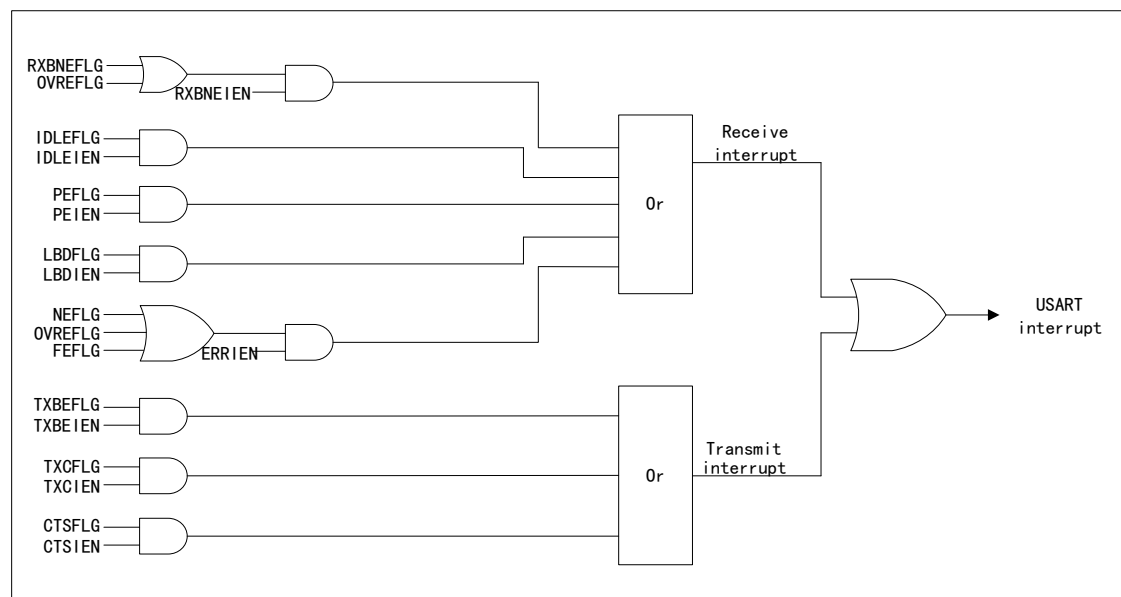 RXBNEFLG
OVREFLG
RXBNEIEN
IDLEFLG
IDLEIEN
PEFLG
PEIEN
LBDFLG
LBDIEN
NEFLG
OVREFLG
FEFLG
ERRIEN
Or
Receive
interrupt
TXBEFLG
TXBEIEN
TXCFLG
TXCIEN
CTSFLG
CTSIEN
Or
Transmit
interrupt
USART
interrupt